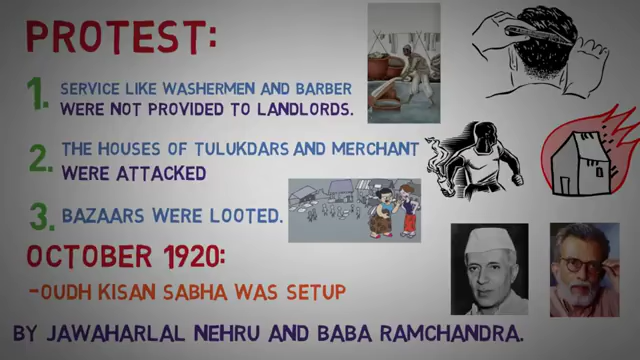 PROTEST:
1. SERVICE LIKE WASHERMEN AND BARBER
WERE NOT PROVIDED TO LANDLORDS.
2. THE HOUSES OF TULUKDARS AND MERCHANT
WERE ATTACKED
3. BAZAARS WERE LOOTED.
OCTOBER 1920:
-OUDH KISAN SABHA WAS SETUP
BY JAWAHARLAL NEHRU AND BABA RAMCHANDRA.